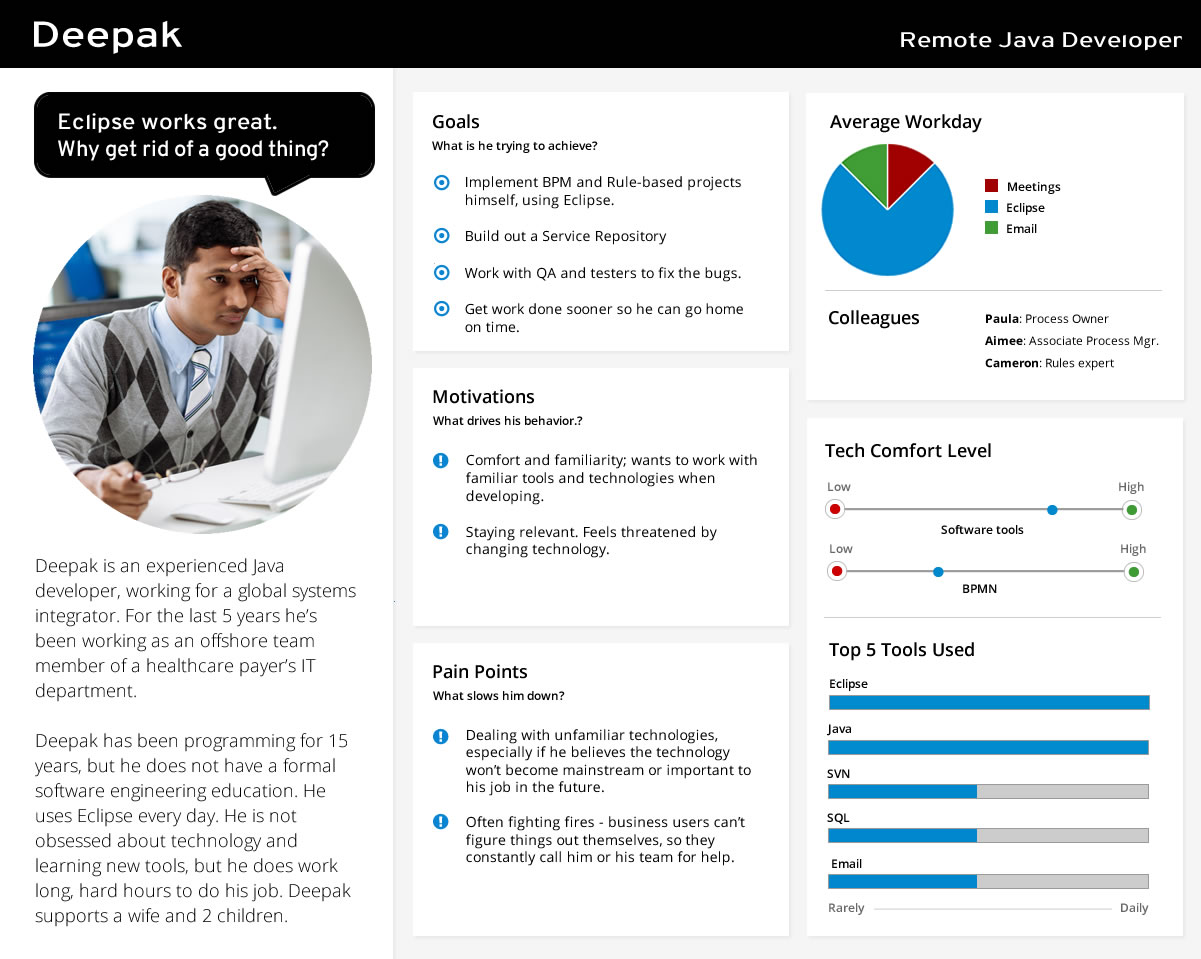 Deepak
Remote Java Developer
Eclipse works great.
Why get rid of a good thing?
Deepak is an experienced Java
developer, working for a global systems
integrator. For the last 5 years he's
been working as an offshore team
member of a healthcare payer's IT
department.
Deepak has been programming for 15
years, but he does not have a formal
software engineering education. He
uses Eclipse every day. He is not
obsessed about technology and
learning new tools, but he does work
long, hard hours to do his job. Deepak
supports a wife and 2 children.
Goals
What is he trying to achieve?
Implement BPM and Rule-based projects
himself, using Eclipse.
Build out a Service Repository
Work with QA and testers to fix the bugs.
Get work done sooner so he can go home
on time.
Motivations
What drives his behavior.?
Comfort and familiarity; wants to work with
familiar tools and technologies when
developing.
Staying relevant. Feels threatened by
changing technology.
Pain Points
What slows him down?
Dealing with unfamiliar technologies,
especially if he believes the technology
won't become mainstream or important to
his job in the future.
Often fighting fires - business users can't
figure things out themselves, so they
constantly call him or his team for help.
Average Workday
Meetings
Eclipse
Email
Colleagues
Paula: Process Owner
Aimee: Associate Process Mgr.
Cameron: Rules expert
Tech Comfort Level
Low High
Software tools
Low High
BPMN
Top 5 Tools Used
Eclipse
Java
SVN
SQL
Email
Rarely Daily